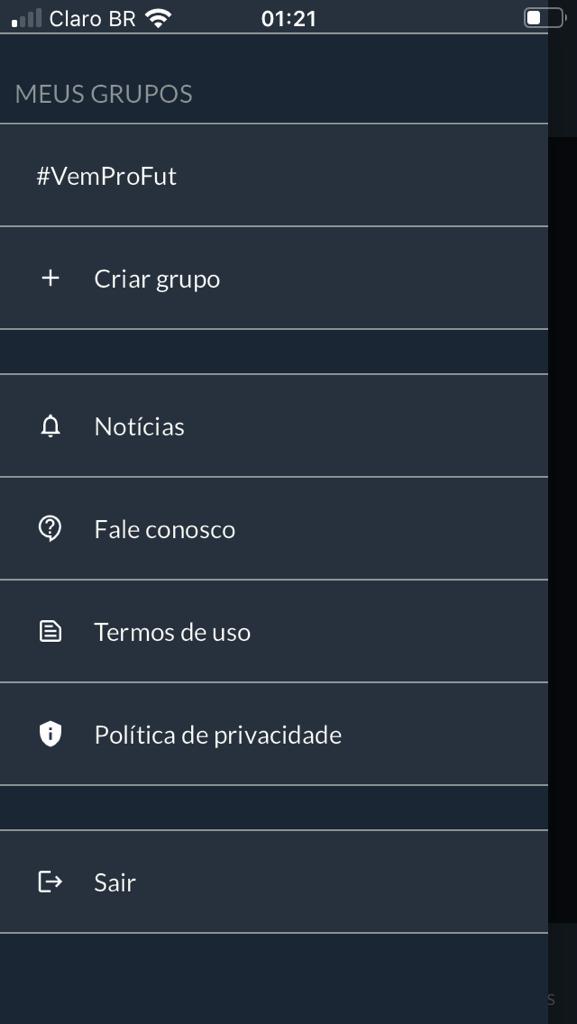 Claro BR 01:21
MEUS GRUPOS
#VemProFut
Criar grupo
Notícias
Fale conosco
Termos de uso
Política de privacidade
Sair